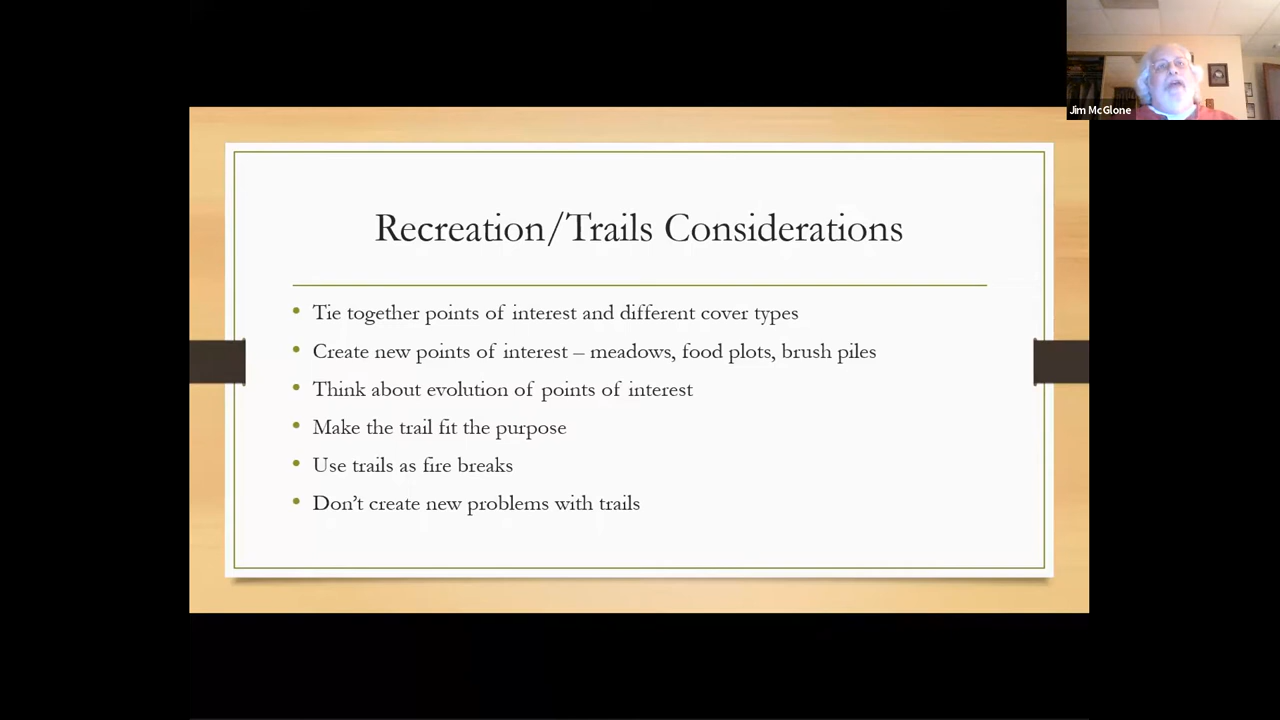 Jim McGlone
Recreation/Trails Considerations
• Tie together points of interest and different cover types
• Create new points of interest – meadows, food plots, brush piles
• Think about evolution of points of interest
• Make the trail fit the purpose
• Use trails as fire breaks
• Don’t create new problems with trails